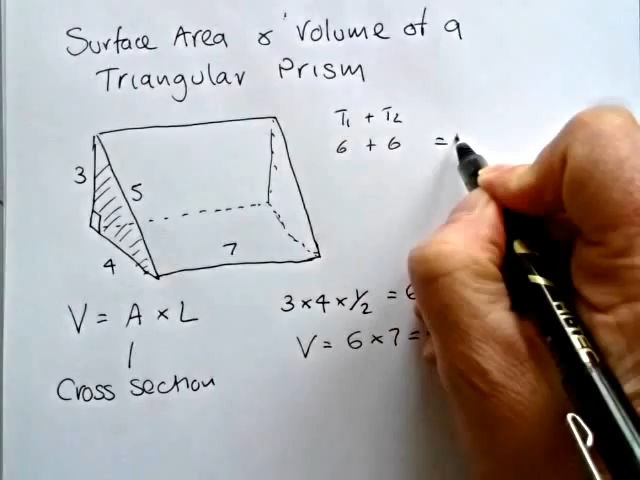 Surface Area & Volume of a
Triangular Prism
T1 + T2
6 + 6 =
3
5
4
7
V = A × L
Cross section
3 × 4 × 1/2 = 6
V = 6 × 7 =